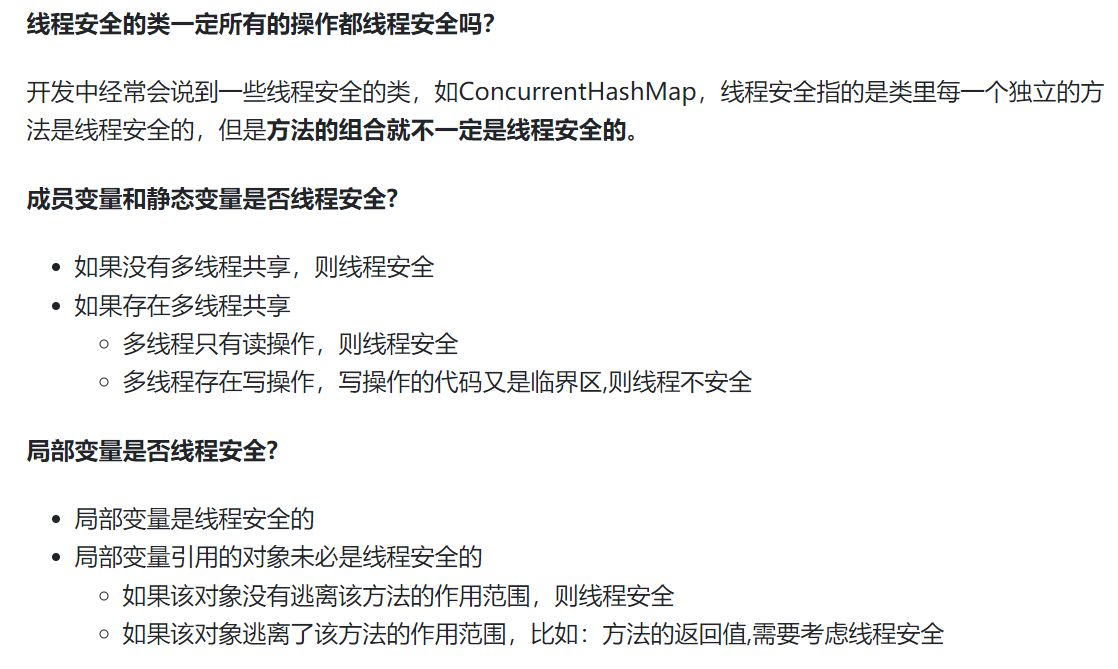 线程安全的类一定所有的操作都线程安全吗?
开发中经常会说到一些线程安全的类，如ConcurrentHashMap，线程安全指的是类里每一个独立的方
法是线程安全的，但是方法的组合就不一定是线程安全的。
成员变量和静态变量是否线程安全?
如果没有多线程共享，则线程安全
如果存在多线程共享
多线程只有读操作，则线程安全
多线程存在写操作，写操作的代码又是临界区,则线程不安全
局部变量是否线程安全?
局部变量是线程安全的
局部变量引用的对象未必是线程安全的
如果该对象没有逃离该方法的作用范围，则线程安全
如果该对象逃离了该方法的作用范围，比如：方法的返回值,需要考虑线程安全